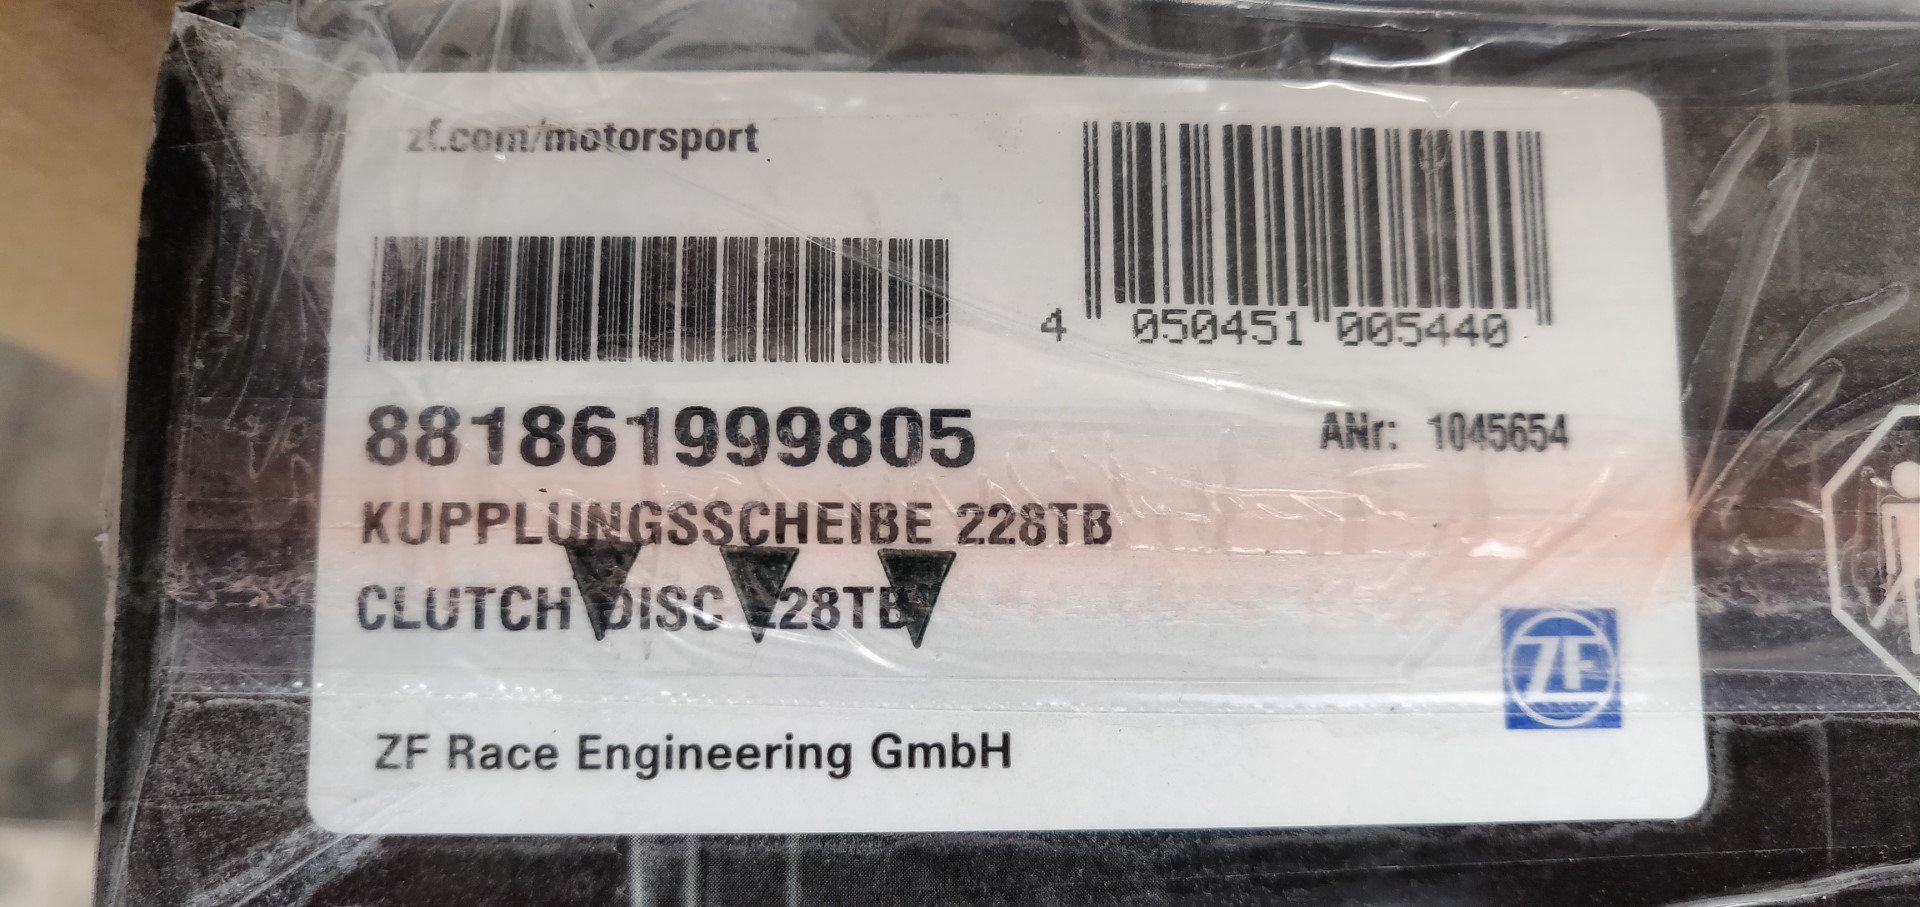 zf.com/motorsport
4 050451 005440
881861999805
ANr: 1045654
KUPPLUNGSSCHEIBE 228TB
CLUTCH DISC 228TB
ZF
ZF Race Engineering GmbH